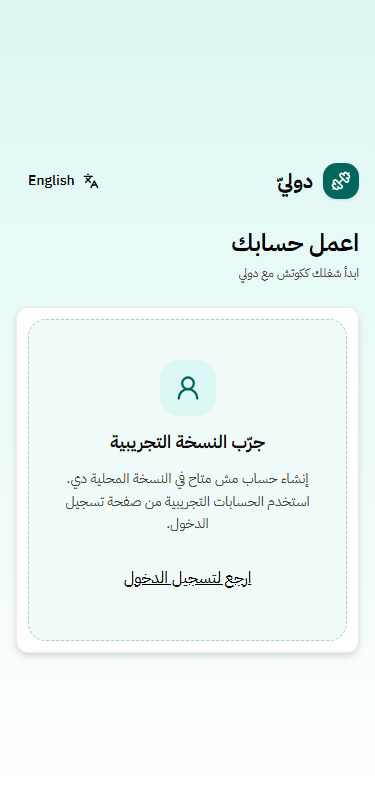 دوليّ
English
اعمل حسابك
ابدأ شغلك ككوتش مع دولي
جرّب النسخة التجريبية
إنشاء حساب مش متاح في النسخة المحلية دي.
استخدم الحسابات التجريبية من صفحة تسجيل
الدخول.
ارجع لتسجيل الدخول